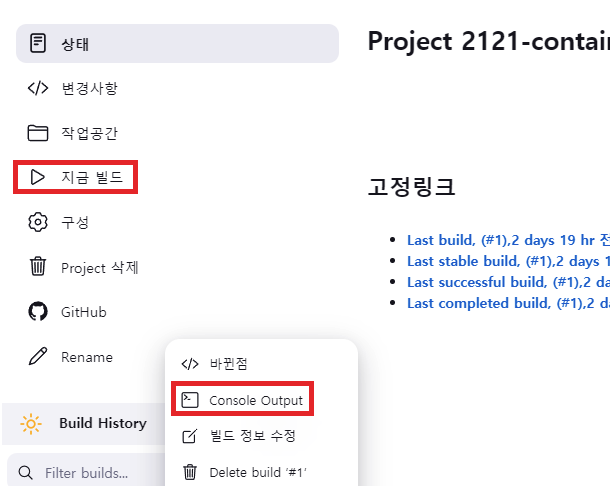 상태
변경사항
작업공간
지금 빌드
구성
Project 삭제
GitHub
Rename
Build History
Filter builds...
바뀐점
Console Output
빌드 정보 수정
Delete build '#1'
Project 2121-contain
고정링크
Last build, (#1),2 days 19 hr 전
Last stable build, (#1),2 days 1
Last successful build, (#1),2 da
Last completed build, (#1),2 d